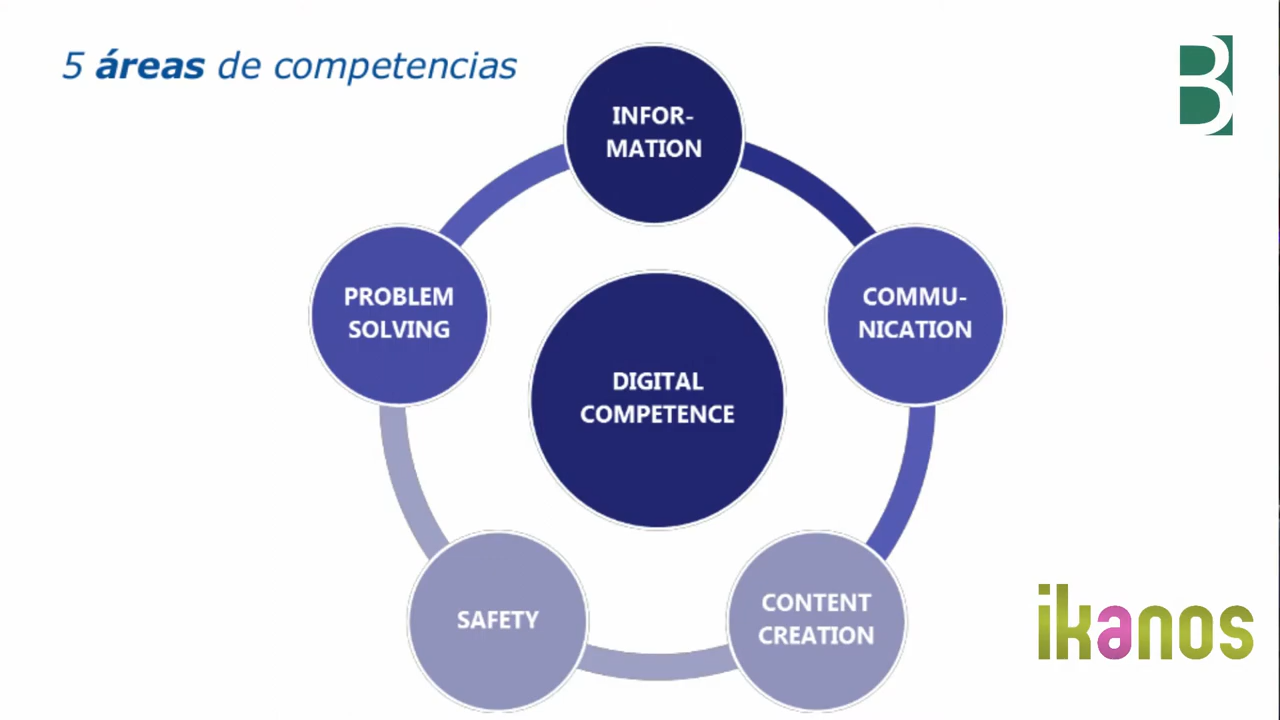 5 áreas de competencias
B
INFOR-
MATION
PROBLEM
SOLVING
COMMU-
NICATION
DIGITAL
COMPETENCE
SAFETY
CONTENT
CREATION
ikanos